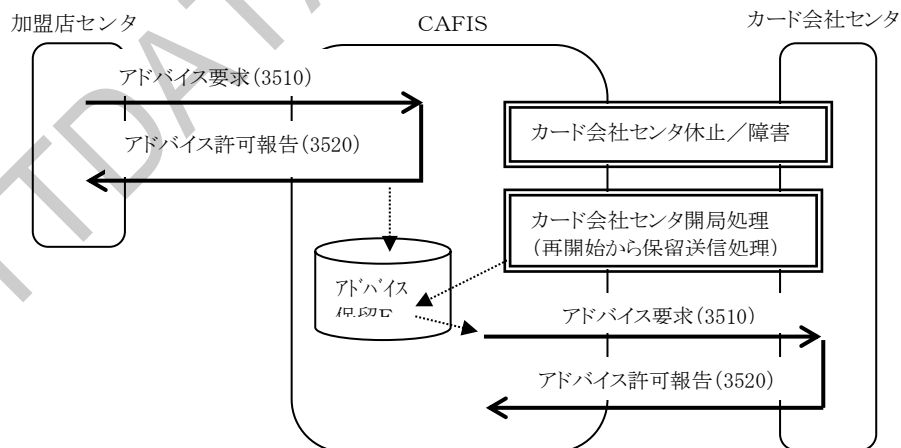 加盟店センタ
CAFIS
カード会社センタ
アドバイス要求(3510)
アドバイス許可報告(3520)
カード会社センタ休止／障害
カード会社センタ開局処理
(再開始から保留送信処理)
アドバイス
保留F
アドバイス要求(3510)
アドバイス許可報告(3520)
TTDATA